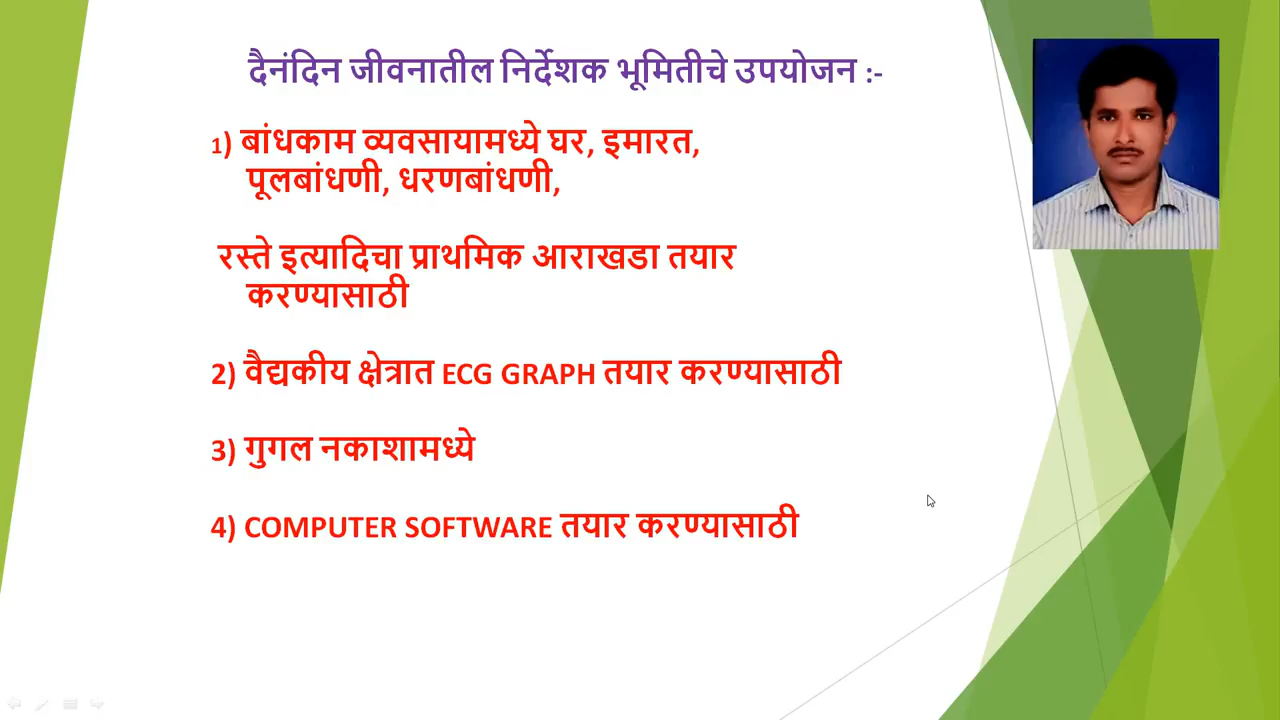 दैनंदिन जीवनातील निर्देशक भूमितीचे उपयोजन :-
1) बांधकाम व्यवसायामध्ये घर, इमारत,
पूलबांधणी, धरणबांधणी,
रस्ते इत्यादिचा प्राथमिक आराखडा तयार
करण्यासाठी
2) वैद्यकीय क्षेत्रात ECG GRAPH तयार करण्यासाठी
3) गुगल नकाशामध्ये
4) COMPUTER SOFTWARE तयार करण्यासाठी